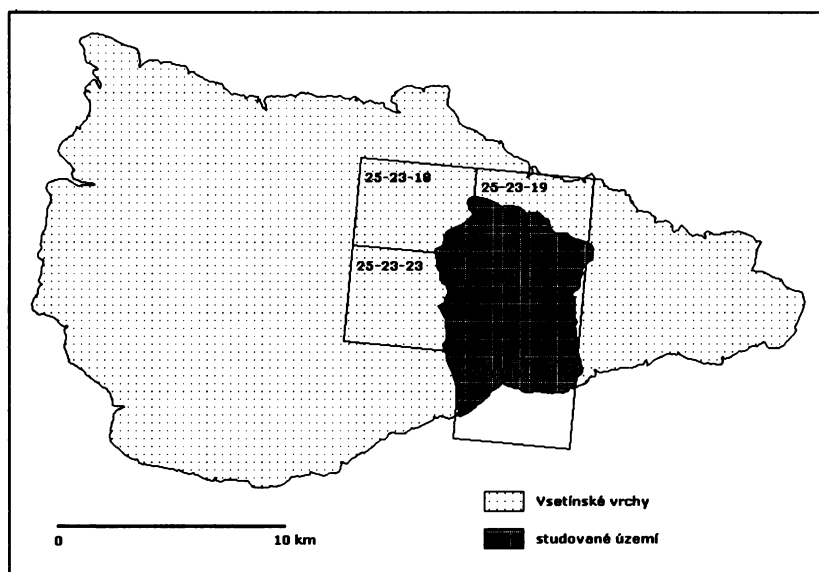 25-23-18
25-23-19
25-23-23
Vsetínské vrchy
studované území
0 10 km